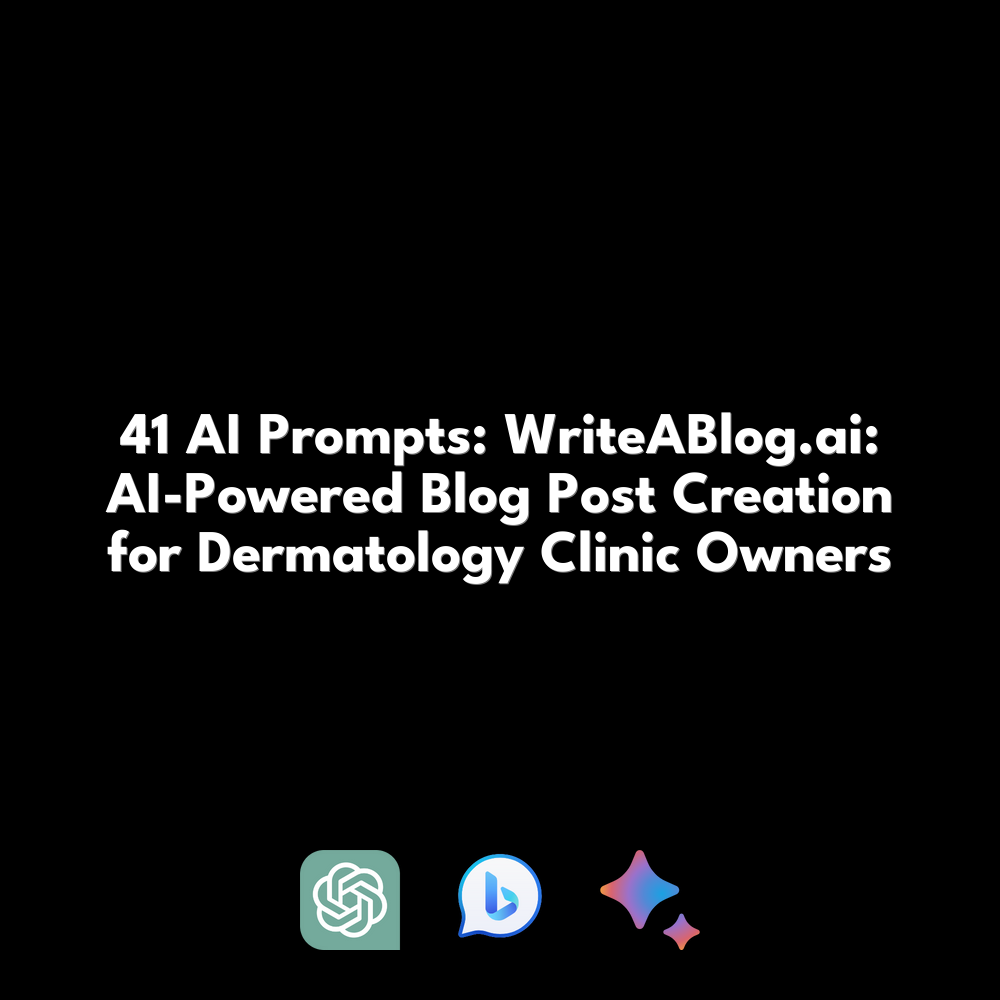 41 AI Prompts: WriteABlog.ai:
AI-Powered Blog Post Creation
for Dermatology Clinic Owners